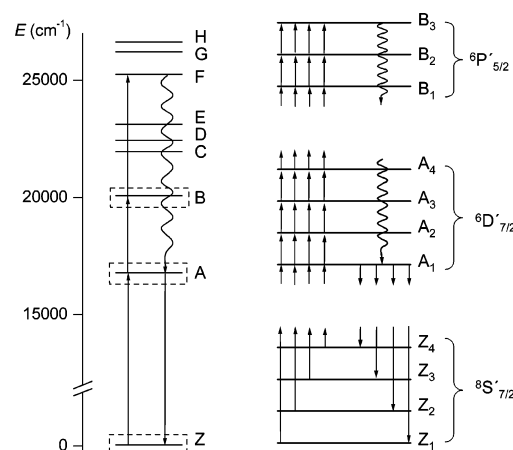 E (cm⁻¹)
25000
20000
15000
0
H
G
F
E
D
C
B
A
Z
B₃
B₂
B₁
⁶P′₅/₂
A₄
A₃
A₂
A₁
⁶D′₇/₂
Z₄
Z₃
Z₂
Z₁
⁸S′₇/₂